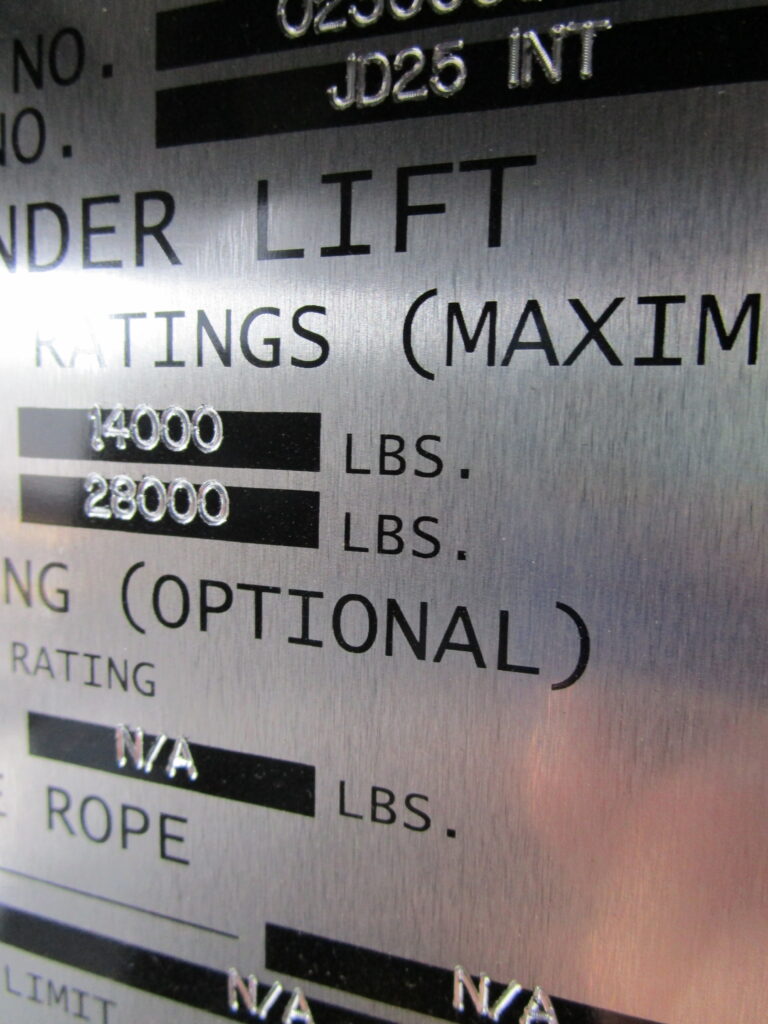 NO.
JD25 INT
NO.
NDER LIFT
RATINGS (MAXIM
14000 LBS.
28000 LBS.
NG (OPTIONAL)
RATING
N/A LBS.
E ROPE
LIMIT N/A N/A